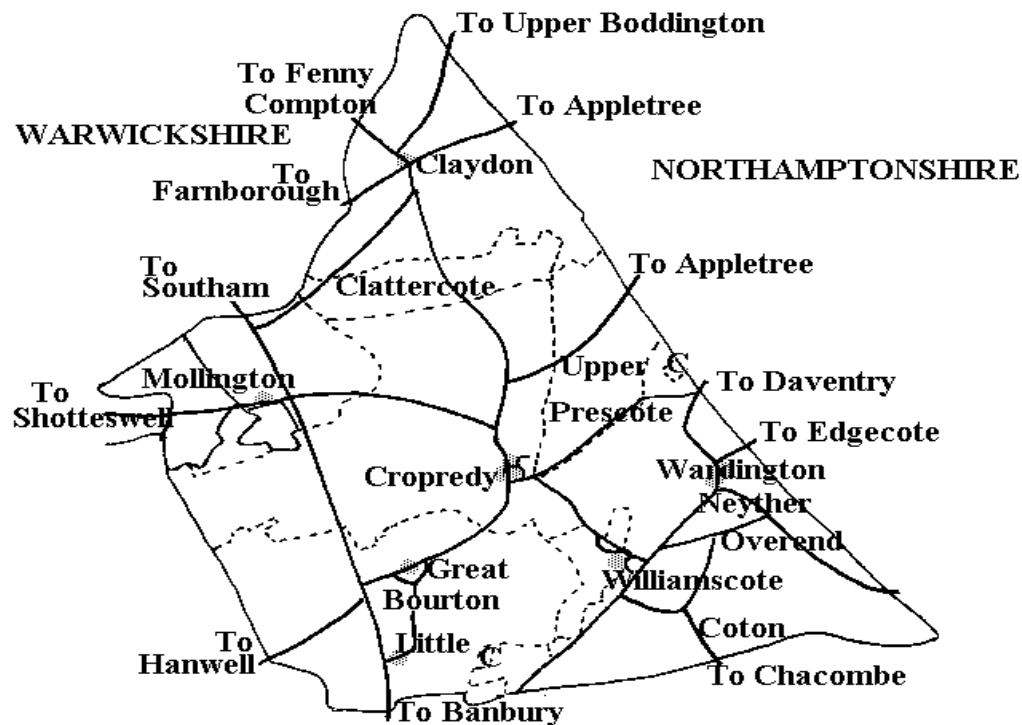 To Upper Boddington
To Fenny
Compton
To Appletree
WARWICKSHIRE
To
Farnborough
Claydon
NORTHAMPTONSHIRE
To
Southam
Clattercote
To Appletree
Mollington
Upper C
To
Shotteswell
Prescote
To Daventry
To Edgecote
Cropredy C
Wardington
Neyther
Overend
Great
Bourton
Williamscote
To
Hanwell
Little C
Coton
To Chacombe
To Banbury